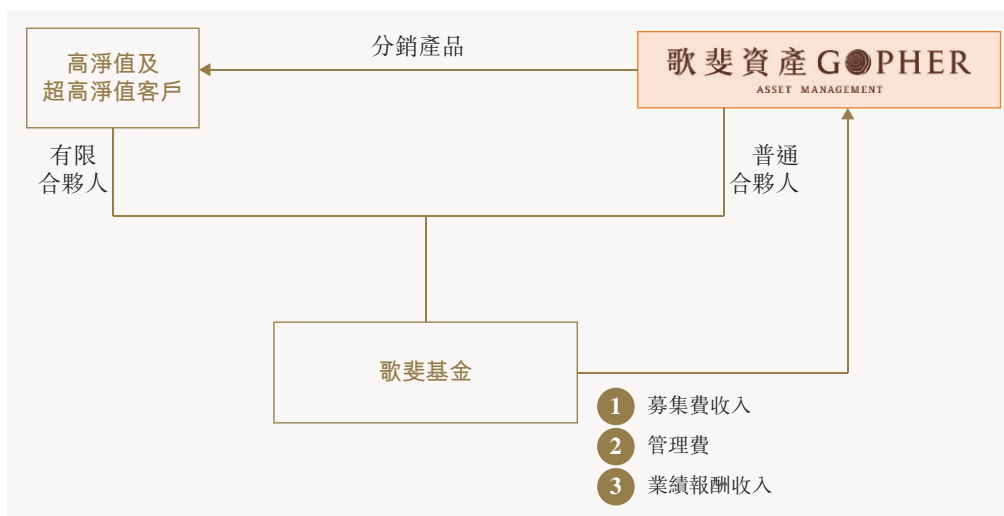 分銷產品
高淨值及
超高淨值客戶
歌斐資產 GOPHER
ASSET MANAGEMENT
有限
合夥人
普通
合夥人
歌斐基金
1 募集費收入
2 管理費
3 業績報酬收入